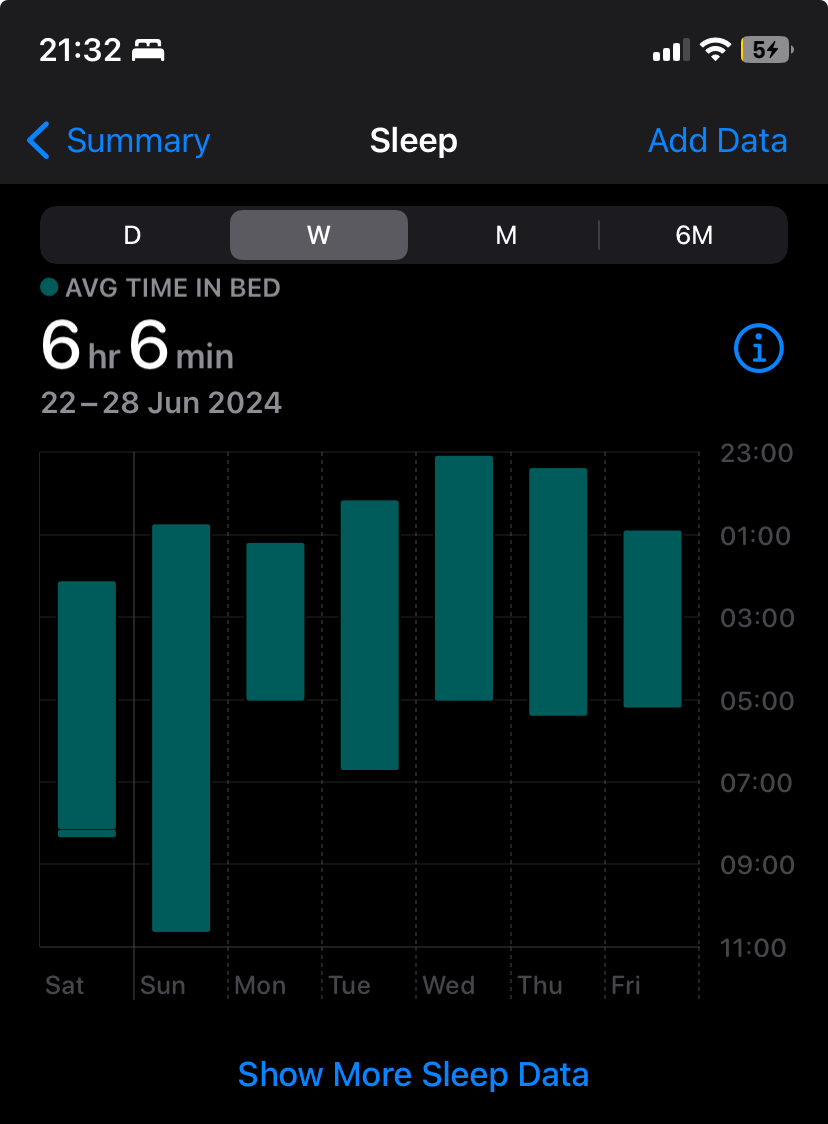 21:32 5
Summary Sleep Add Data
D W M 6M
AVG TIME IN BED
6 hr 6 min
22–28 Jun 2024
23:00
01:00
03:00
05:00
07:00
09:00
11:00
Sat Sun Mon Tue Wed Thu Fri
Show More Sleep Data